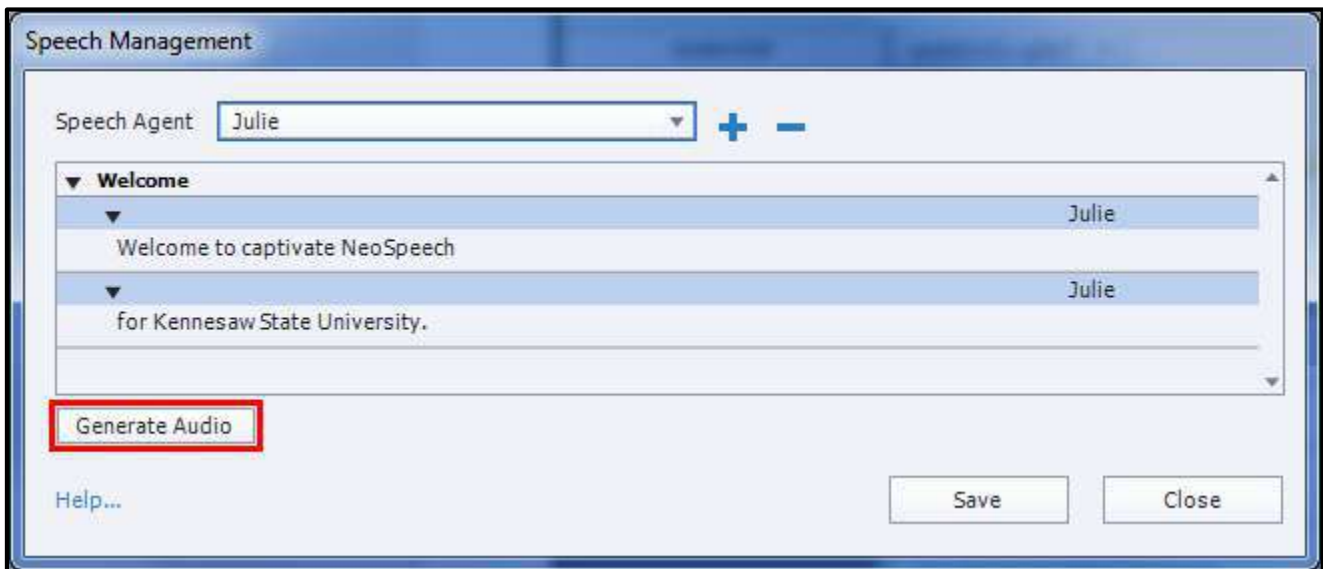 Speech Management
Speech Agent Julie
Welcome
Julie
Welcome to captivate NeoSpeech
Julie
for Kennesaw State University.
Generate Audio
Help... Save Close